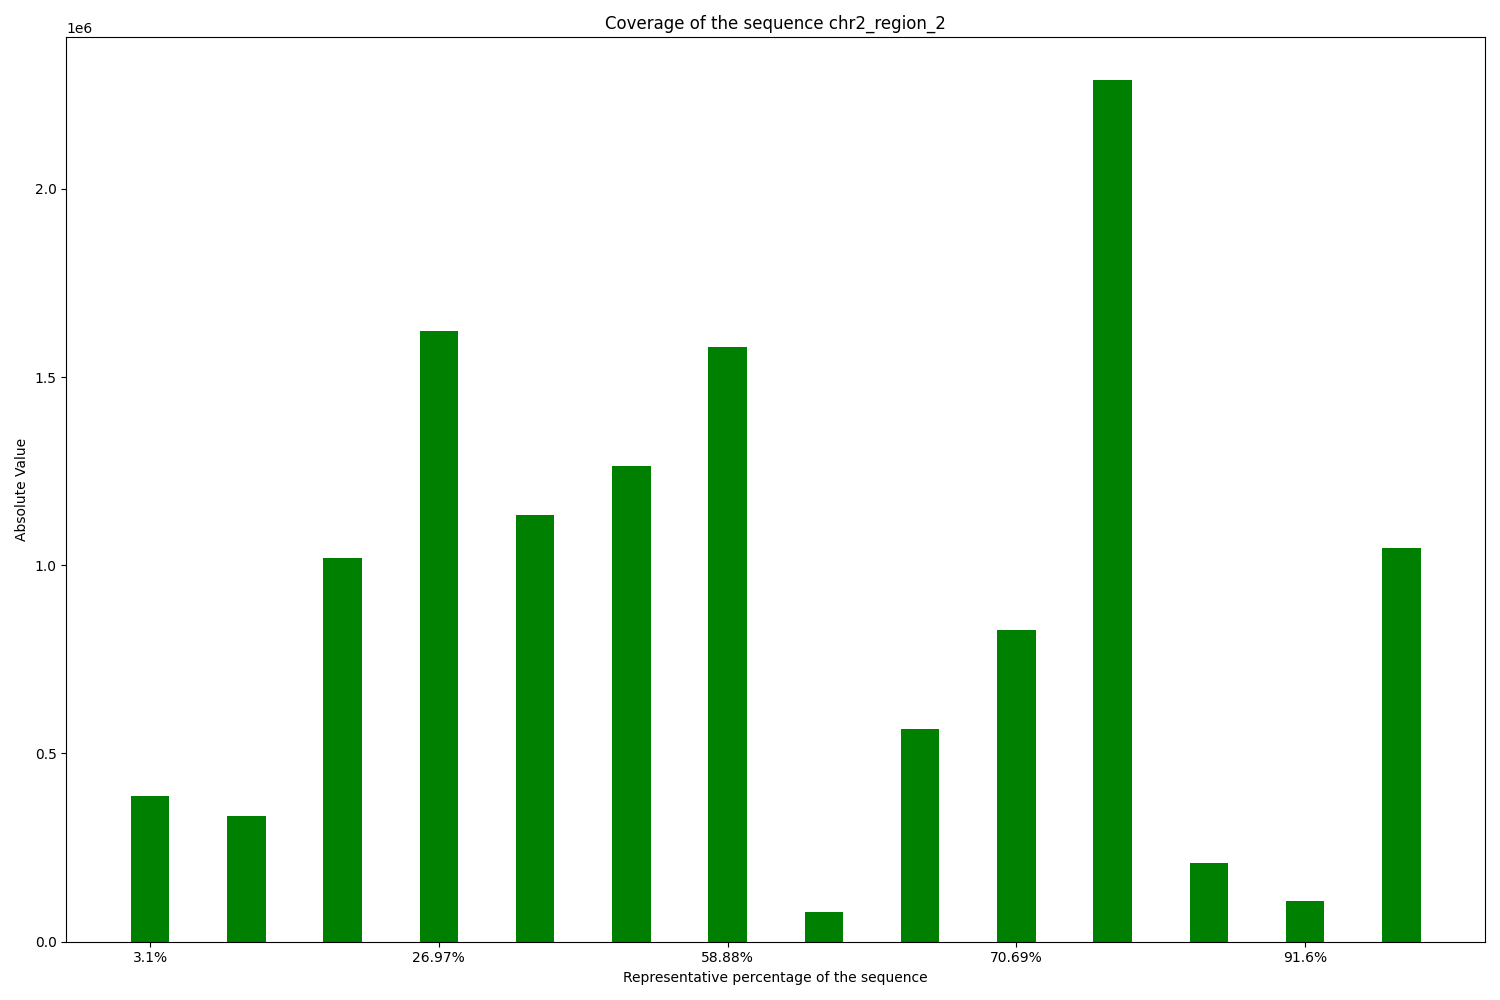 Coverage of the sequence chr2_region_2
1e6
2.0
1.5
1.0
0.5
0.0
Absolute Value
3.1% 26.97% 58.88% 70.69% 91.6%
Representative percentage of the sequence